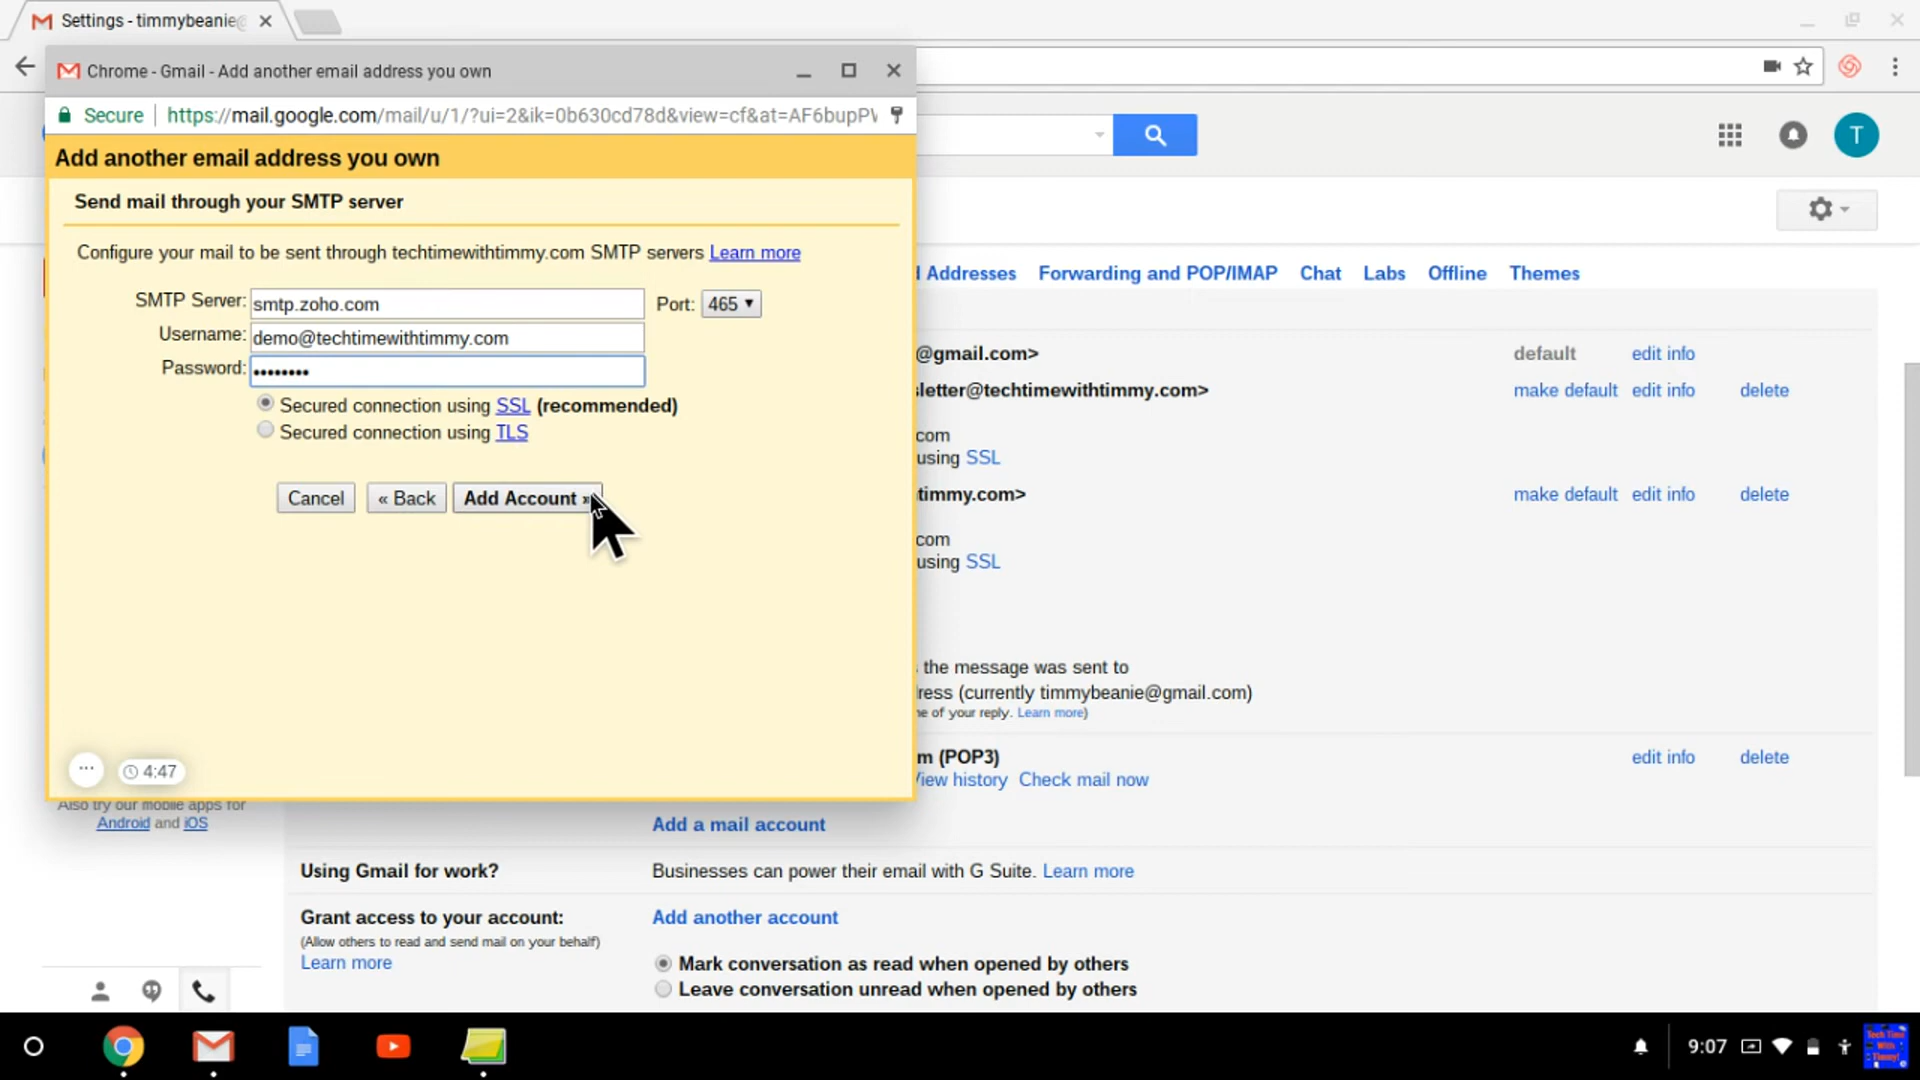 Settings - timmybeanie@
Chrome - Gmail - Add another email address you own
Secure
https://mail.google.com/mail/u/1/?ui=2&ik=0b630cd78d&view=cf&at=AF6bupPV
Add another email address you own
T
Send mail through your SMTP server
Configure your mail to be sent through techtimewithtimmy.com SMTP servers Learn more
Addresses Forwarding and POP/IMAP Chat Labs Offline Themes
SMTP Server: smtp.zoho.com Port: 465
Username: demo@techtimewithtimmy.com
Password: ••••••••
Secured connection using SSL (recommended)
Secured connection using TLS
Cancel « Back Add Account »
@gmail.com> default edit info
sletter@techtimewithtimmy.com> make default edit info delete
com
using SSL
timmy.com> make default edit info delete
com
using SSL
the message was sent to
ress (currently timmybeanie@gmail.com)
e of your reply. Learn more)
m (POP3) edit info delete
View history Check mail now
... 4:47
Also try our mobile apps for
Android and iOS
Add a mail account
Using Gmail for work? Businesses can power their email with G Suite. Learn more
Grant access to your account: Add another account
(Allow others to read and send mail on your behalf)
Learn more
Mark conversation as read when opened by others
Leave conversation unread when opened by others
9:07
Tech Time
With
Timmy!